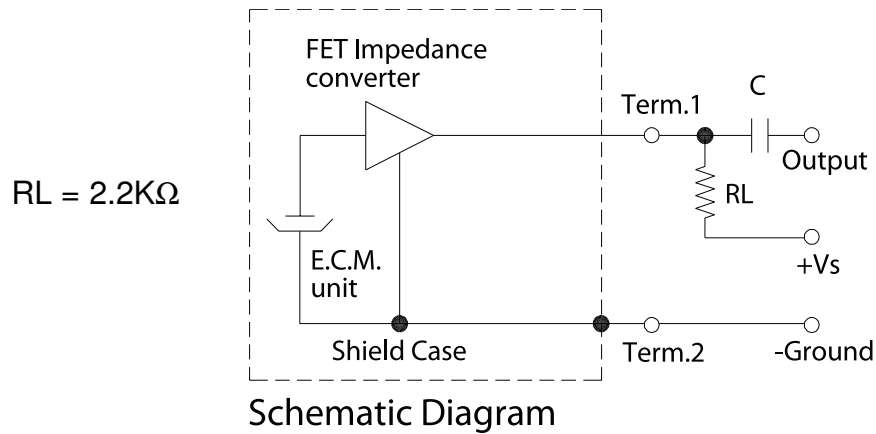 FET Impedance
converter
Term.1
C
Output
RL = 2.2KΩ
RL
+Vs
E.C.M.
unit
Shield Case
Term.2
-Ground
Schematic Diagram